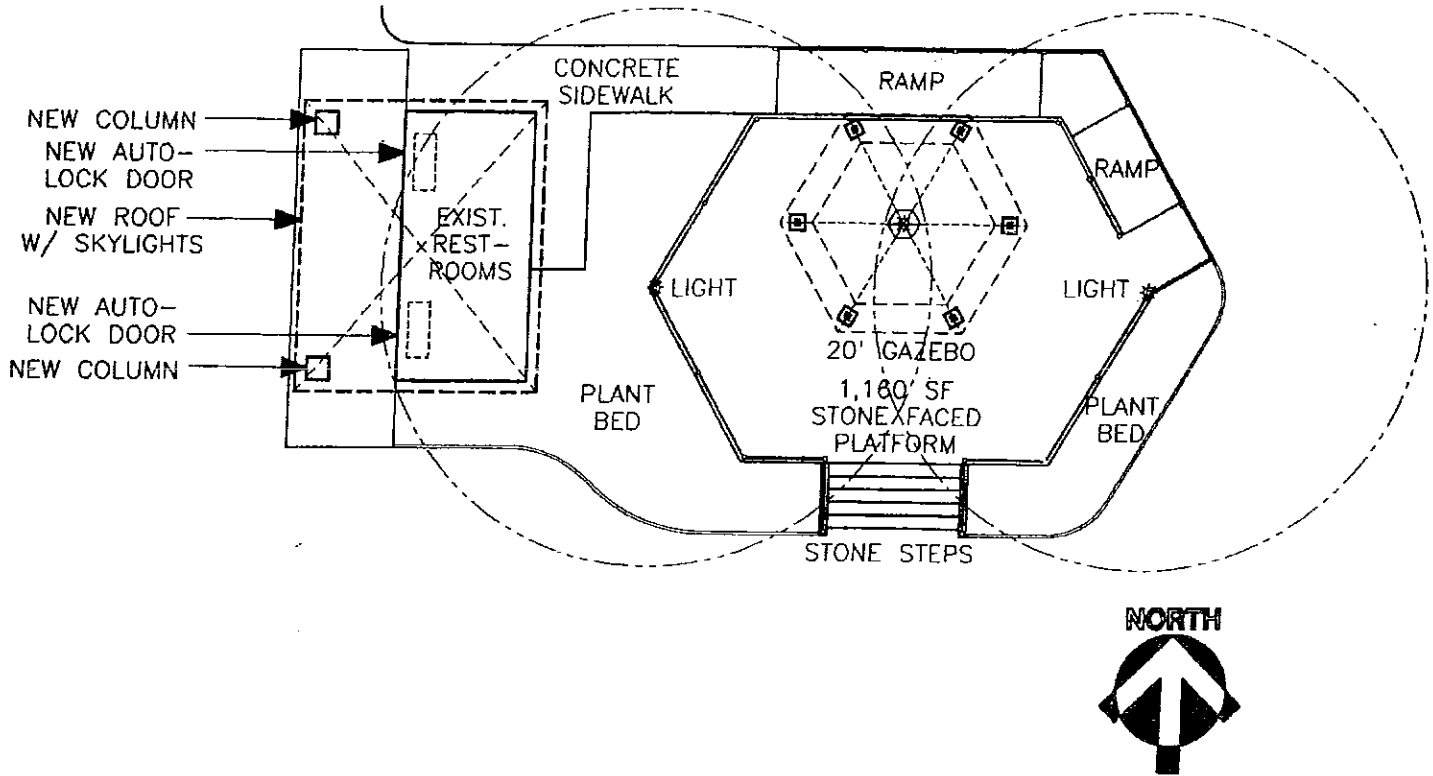 CONCRETE
SIDEWALK
RAMP
NEW COLUMN
NEW AUTO-
LOCK DOOR
RAMP
NEW ROOF
W/ SKYLIGHTS
EXIST.
REST-
ROOMS
LIGHT
LIGHT
NEW AUTO-
LOCK DOOR
NEW COLUMN
20' GAZEBO
1,160 SF
STONE FACED
PLATFORM
PLANT
BED
PLANT
BED
STONE STEPS
NORTH